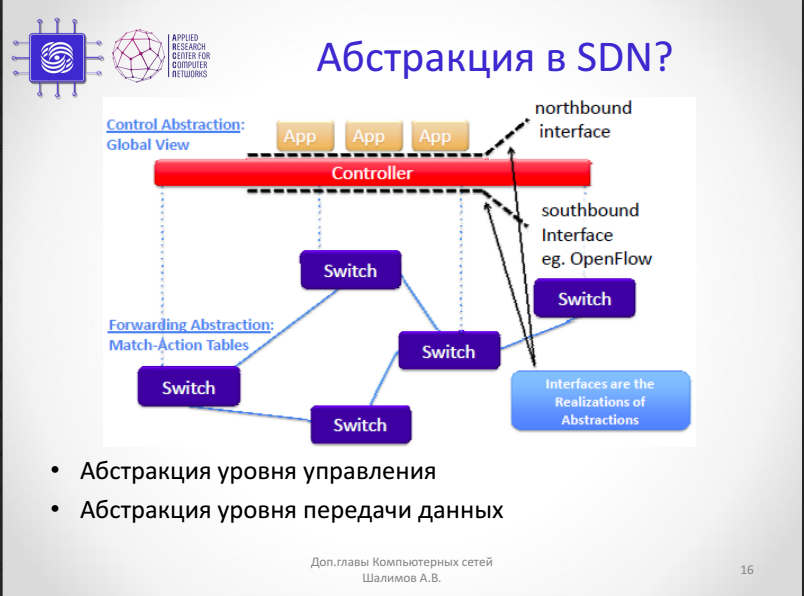 APPLIED
RESEARCH
CENTER FOR
COMPUTER
NETWORKS
Абстракция в SDN?
Control Abstraction:
Global View
App
App
App
northbound
interface
Controller
southbound
Interface
eg. OpenFlow
Switch
Switch
Forwarding Abstraction:
Match-Action Tables
Switch
Switch
Switch
Interfaces are the
Realizations of
Abstractions
• Абстракция уровня управления
• Абстракция уровня передачи данных
Доп.главы Компьютерных сетей
Шалимов А.В.
16